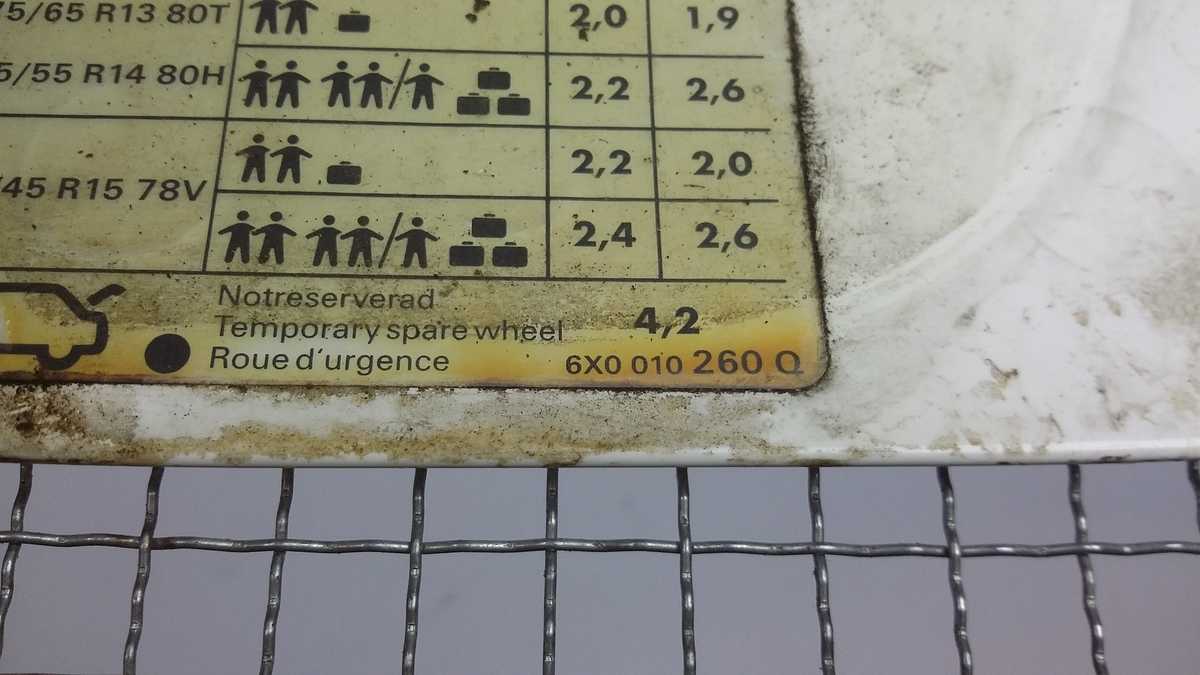 5/65 R13 80T 2,0 1,9
5/55 R14 80H 2,2 2,6
2,2 2,0
/45 R15 78V
2,4 2,6
Notreserverad
Temporary spare wheel 4,2
Roue d'urgence 6X0 010 260 Q